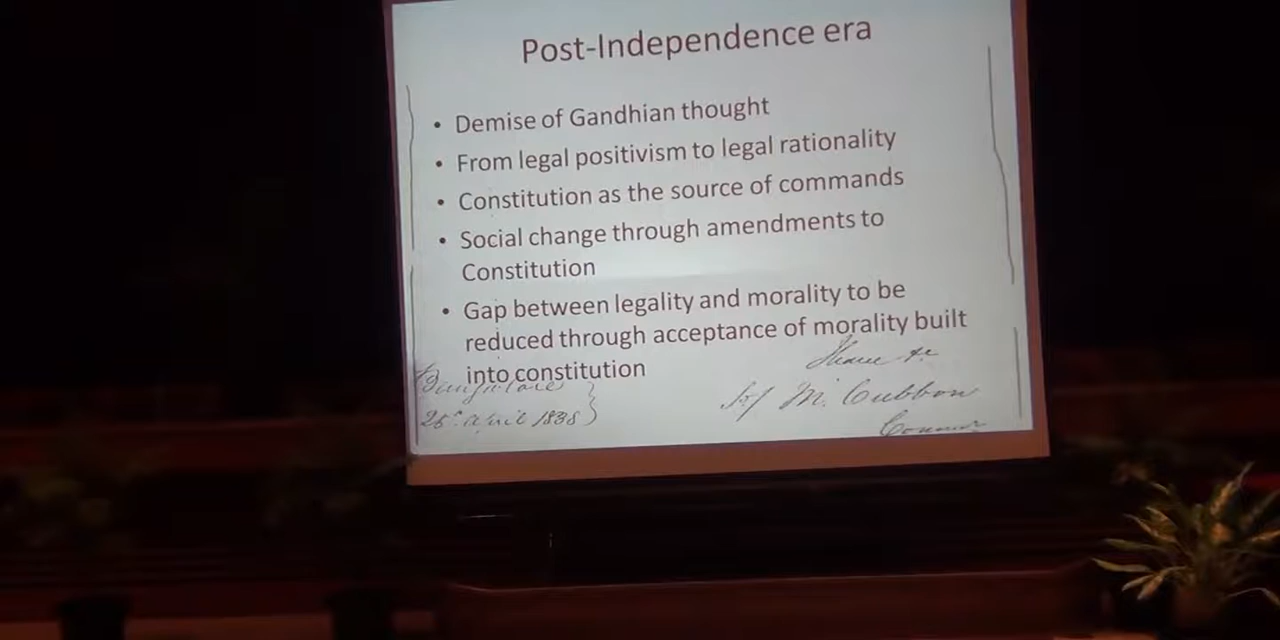 Post-Independence era
• Demise of Gandhian thought
• From legal positivism to legal rationality
• Constitution as the source of commands
• Social change through amendments to
Constitution
• Gap between legality and morality to be
reduced through acceptance of morality built
into constitution
Bangalore
26th April 1838
M. Cubbon